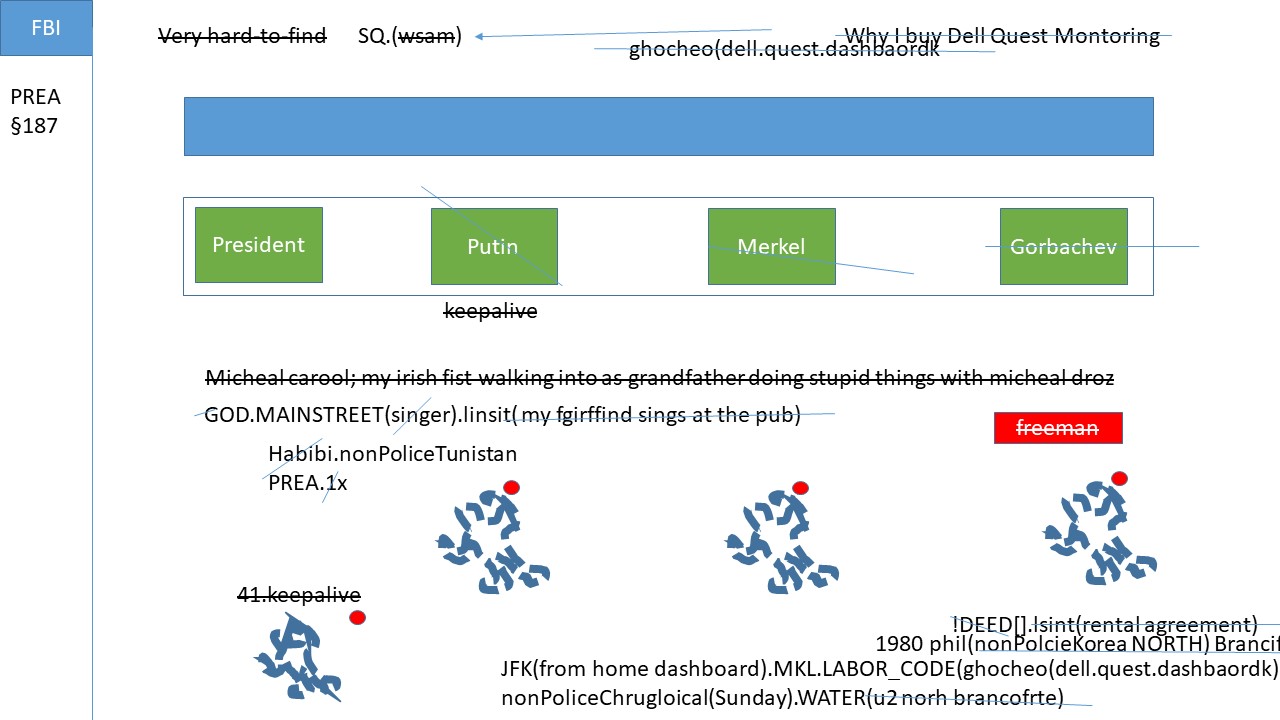 FBI
Very hard-to-find SQ.(wsam)
Why I buy Dell Quest Montoring
ghocheo(dell.quest.dashbaordk
PREA
§187
President
Putin
Merkel
Gorbachev
keepalive
Micheal carool; my irish fist walking into as grandfather doing stupid things with micheal droz
GOD.MAINSTREET(singer).linsit( my fgirffind sings at the pub)
freeman
Habibi.nonPoliceTunistan
PREA.1x
41.keepalive
!DEED[].lsint(rental agreement)
1980 phil(nonPolcieKorea NORTH) Brancif
JFK(from home dashboard).MKL.LABOR_CODE(ghocheo(dell.quest.dashbaordk)
nonPoliceChrugloical(Sunday).WATER(u2 norh brancofrte)